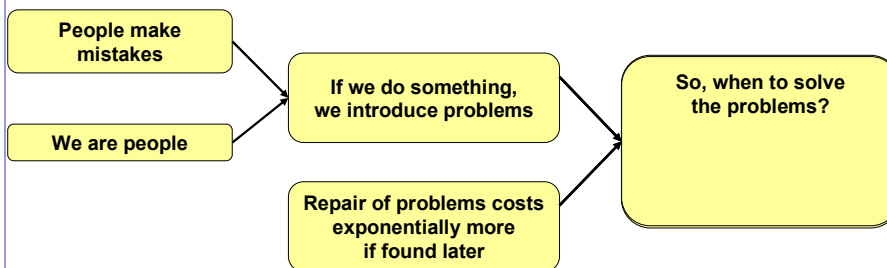 People make
mistakes
We are people
If we do something,
we introduce problems
Repair of problems costs
exponentially more
if found later
So, when to solve
the problems?